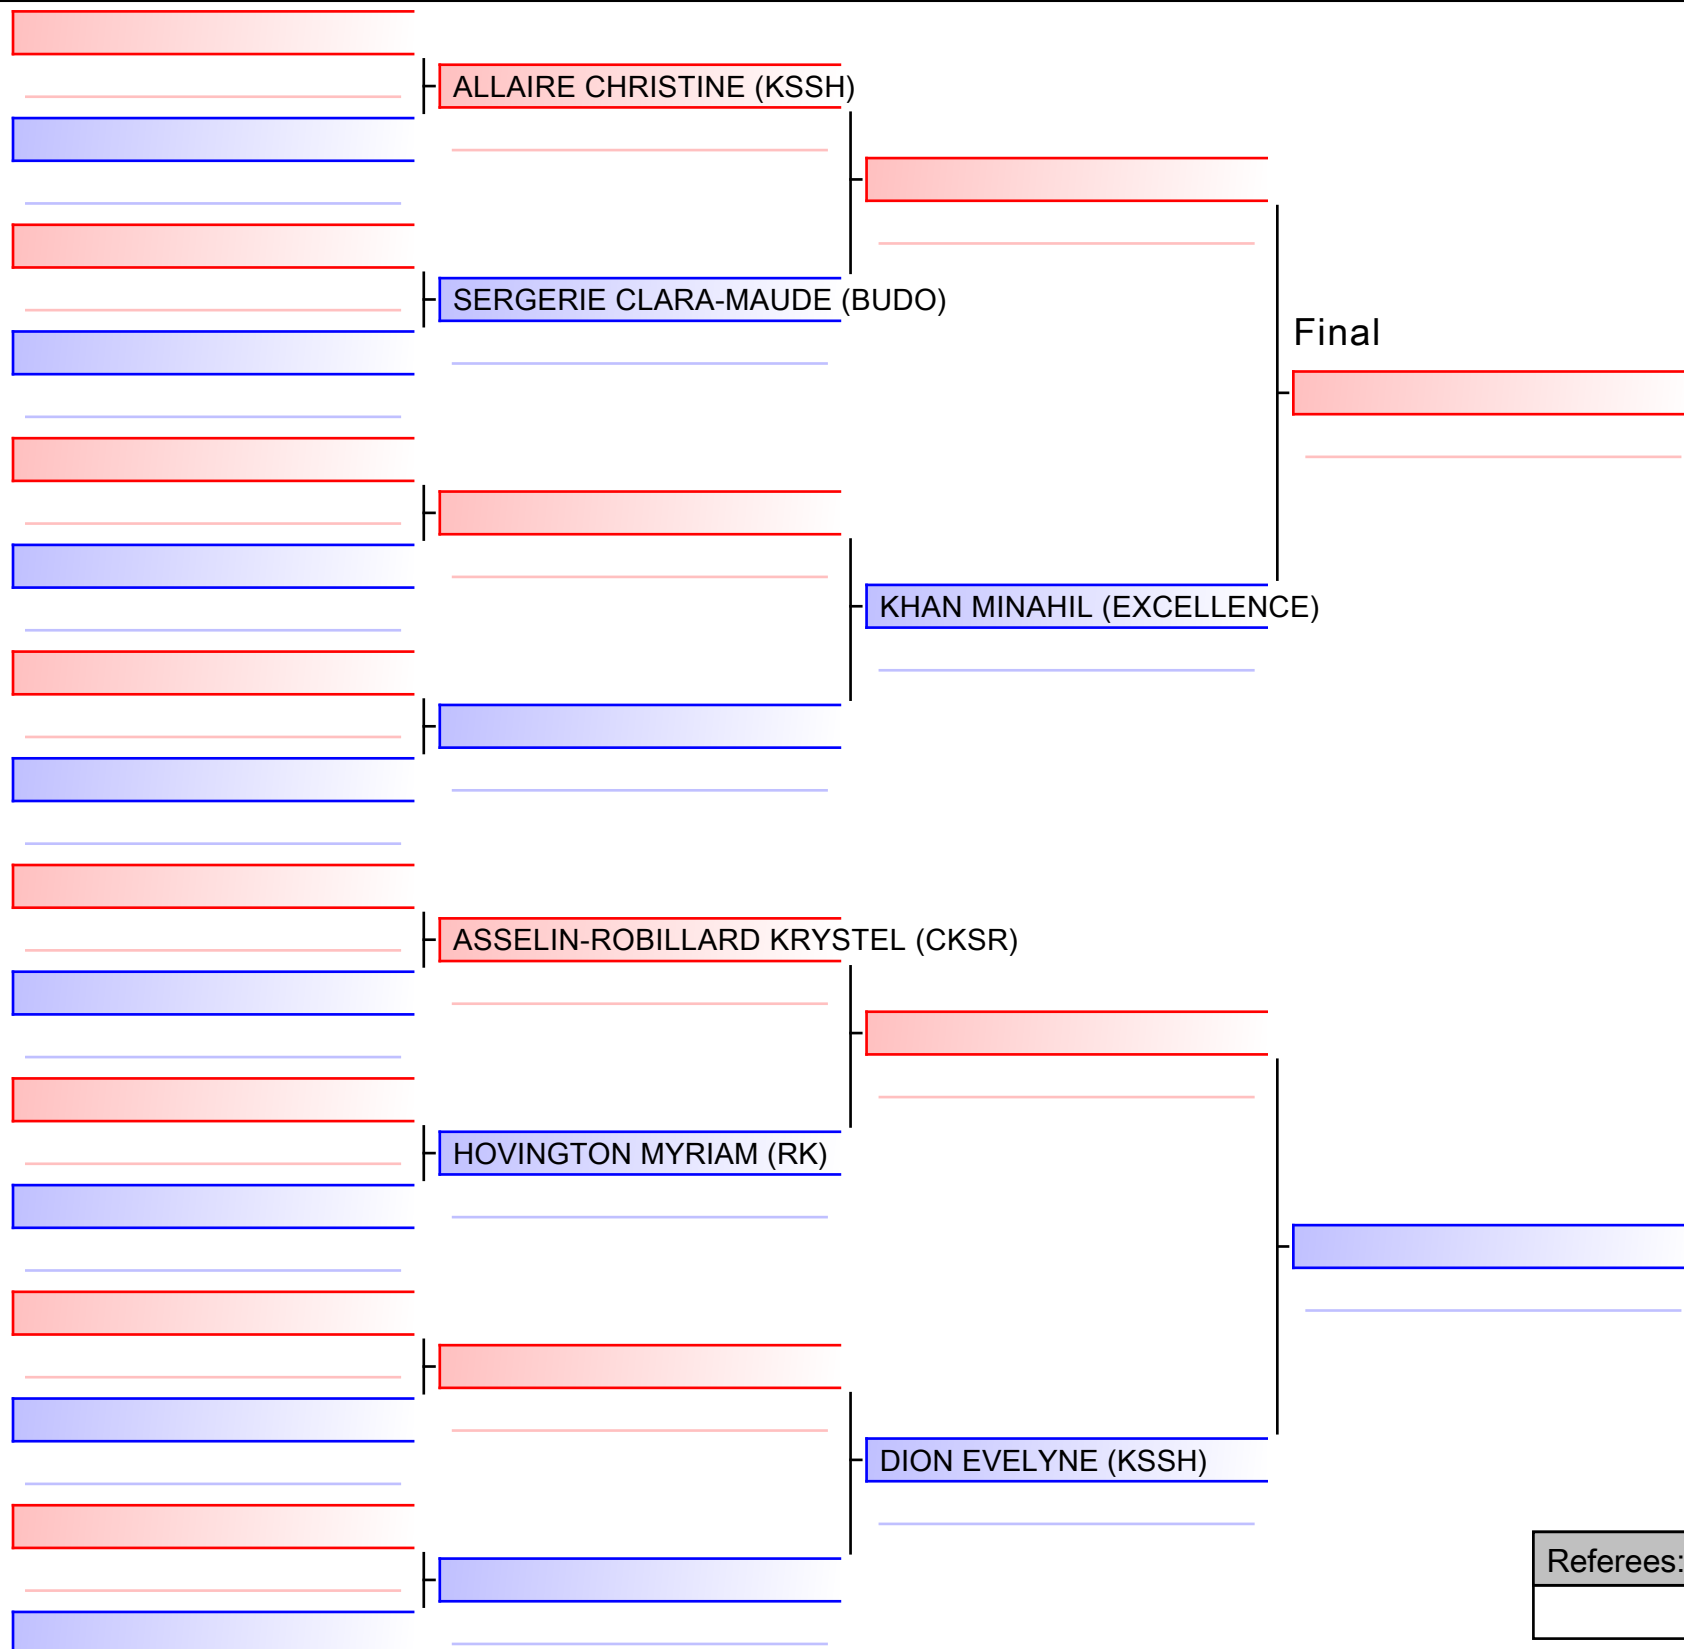 ALLAIRE CHRISTINE (KSSH)
SERGERIE CLARA-MAUDE (BUDO)
Final
KHAN MINAHIL (EXCELLENCE)
ASSELIN-ROBILLARD KRYSTEL (CKSR)
HOVINGTON MYRIAM (RK)
DION EVELYNE (KSSH)
Referees: